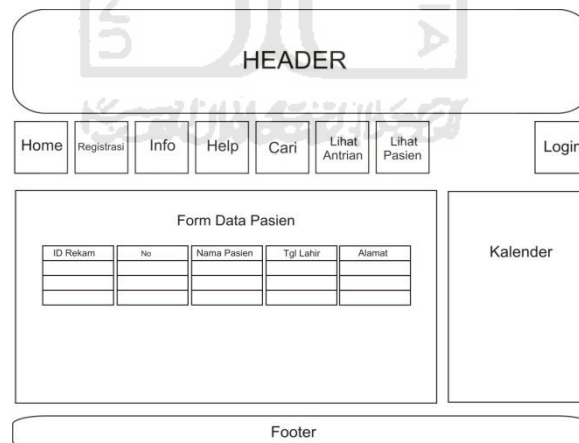 HEADER
Home Registrasi Info Help Cari Lihat Antrian Lihat Pasien Login
Form Data Pasien
Kalender
ID Rekam No Nama Pasien Tgl Lahir Alamat
Footer